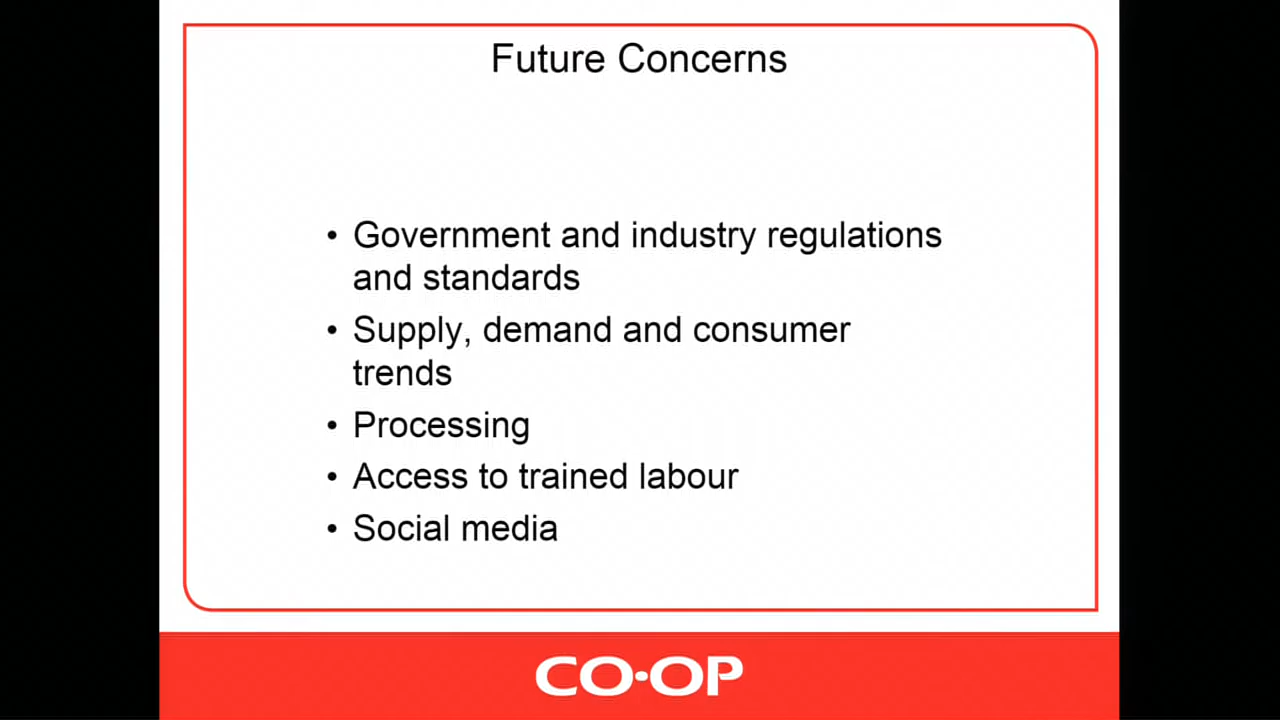 Future Concerns
• Government and industry regulations
and standards
• Supply, demand and consumer
trends
• Processing
• Access to trained labour
• Social media
CO•OP